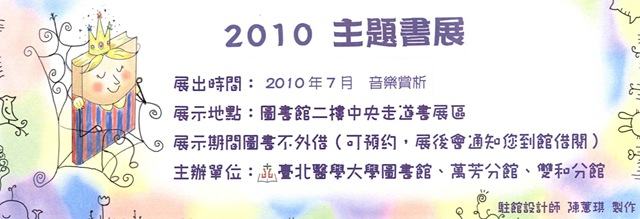 2010 主題書展
展出時間： 2010年7月 音樂賞析
展示地點：圖書館二樓中央走道書展區
展示期間圖書不外借（可預約，展後會通知您到館借閱）
主辦單位：臺北醫學大學圖書館、萬芳分館、雙和分館
駐館設計師 陳蕙琪 製作